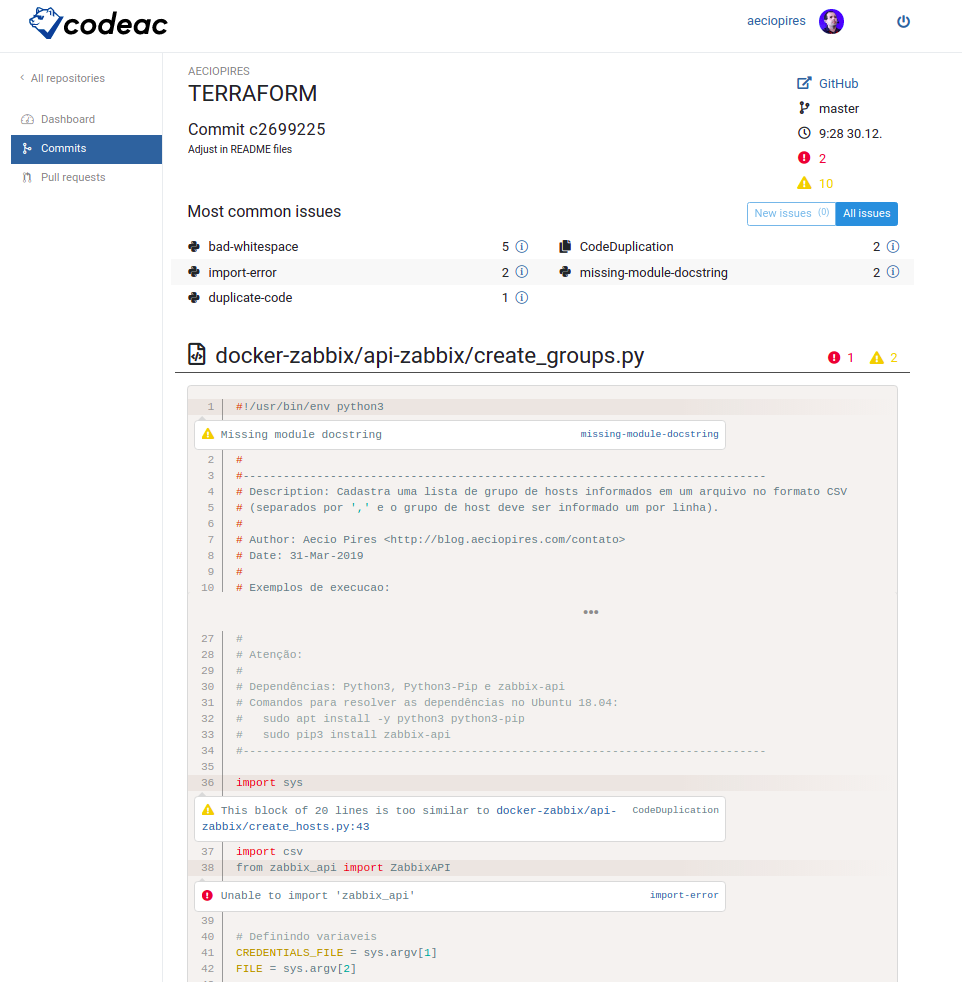 codeac
aeciopires
All repositories
Dashboard
Commits
Pull requests
AECIOPIRES
TERRAFORM
Commit c2699225
Adjust in README files
GitHub
master
9:28 30.12.
2
10
Most common issues
New issues (0) All issues
bad-whitespace 5
CodeDuplication 2
import-error 2
missing-module-docstring 2
duplicate-code 1
docker-zabbix/api-zabbix/create_groups.py 1 2
1 #!/usr/bin/env python3
Missing module docstring missing-module-docstring
2 #
3 #------------------------------------------------------------------------------
4 # Description: Cadastra uma lista de grupo de hosts informados em um arquivo no formato CSV
5 # (separados por ',' e o grupo de host deve ser informado um por linha).
6 #
7 # Author: Aecio Pires <http://blog.aeciopires.com/contato>
8 # Date: 31-Mar-2019
9 #
10 # Exemplos de execucao:
•••
27 #
28 # Atenção:
29 #
30 # Dependências: Python3, Python3-Pip e zabbix-api
31 # Comandos para resolver as dependências no Ubuntu 18.04:
32 #   sudo apt install -y python3 python3-pip
33 #   sudo pip3 install zabbix-api
34 #------------------------------------------------------------------------------
35
36 import sys
This block of 20 lines is too similar to docker-zabbix/api- CodeDuplication
zabbix/create_hosts.py:43
37 import csv
38 from zabbix_api import ZabbixAPI
Unable to import 'zabbix_api' import-error
39
40 # Definindo variaveis
41 CREDENTIALS_FILE = sys.argv[1]
42 FILE = sys.argv[2]